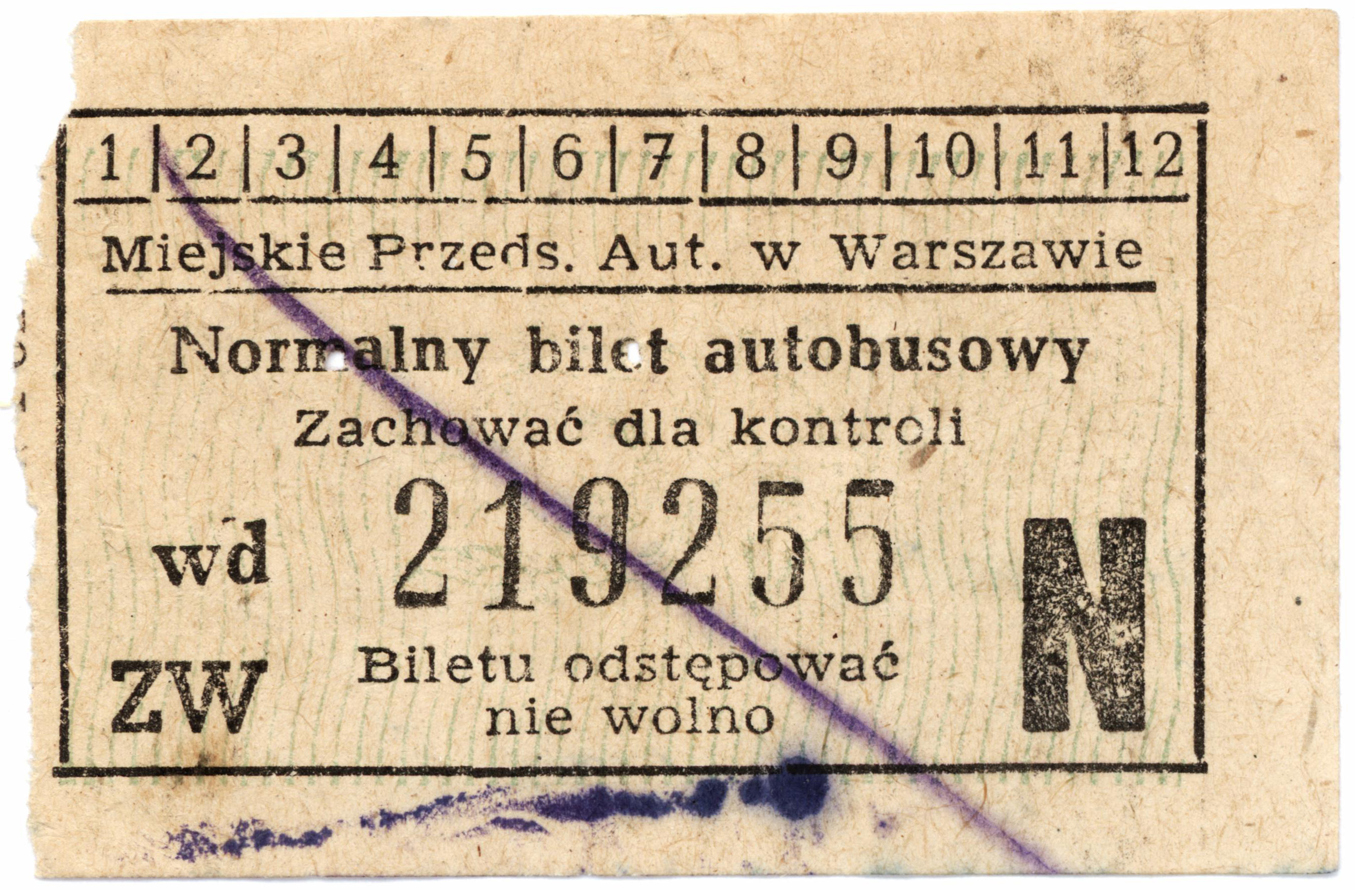 1 | 2 | 3 | 4 | 5 | 6 | 7 | 8 | 9 | 10 | 11 | 12
Miejskie Przeds. Aut. w Warszawie
Normalny bilet autobusowy
Zachować dla kontroli
wd 219255 N
ZW Biletu odstępować
nie wolno